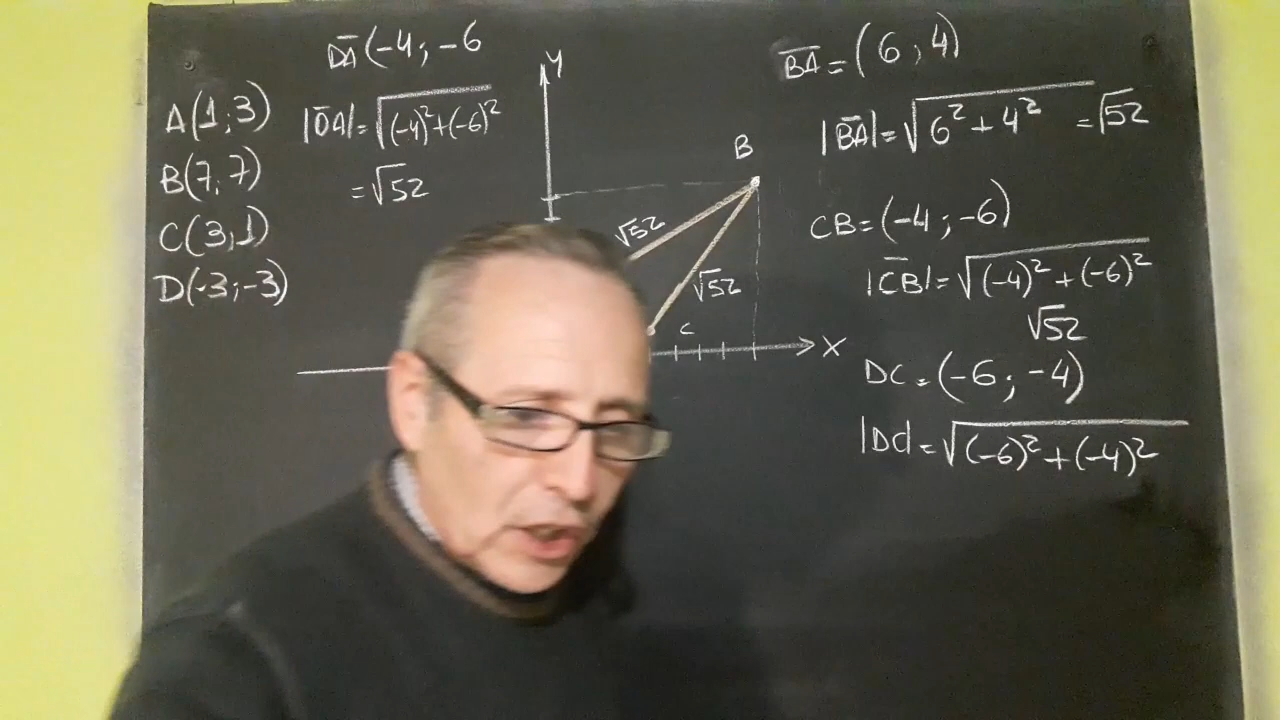 A(1;3)
B(7,7)
C(3,1)
D(-3;-3)
DA(-4; -6
|DA|=√(-4)²+(-6)²
=√52
Y
B
√52
√52
C
X
BA=(6,4)
|BA|=√6²+4² =√52
CB=(-4;-6)
|CB|=√(-4)²+(-6)²
√52
DC=(-6;-4)
|DC|=√(-6)²+(-4)²